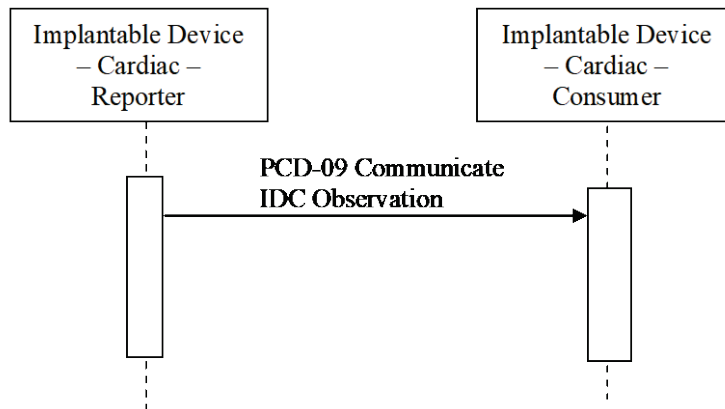 Implantable Device
– Cardiac –
Reporter
Implantable Device
– Cardiac –
Consumer
PCD-09 Communicate
IDC Observation